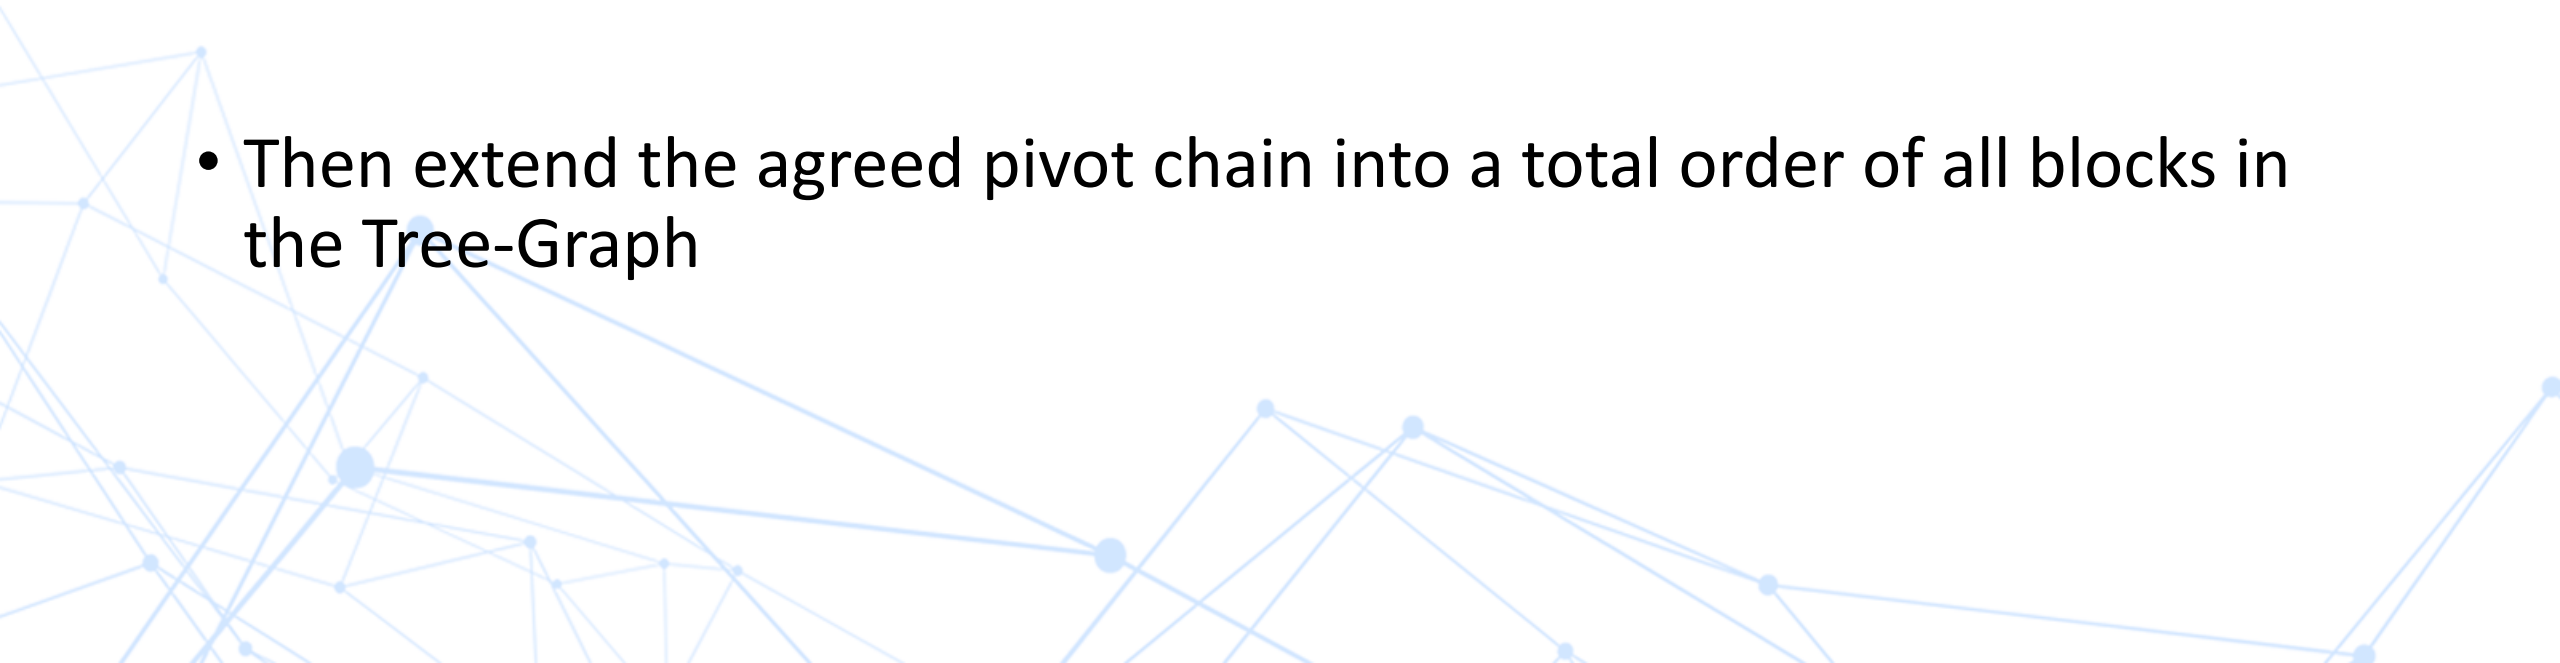 • Then extend the agreed pivot chain into a total order of all blocks in
the Tree-Graph